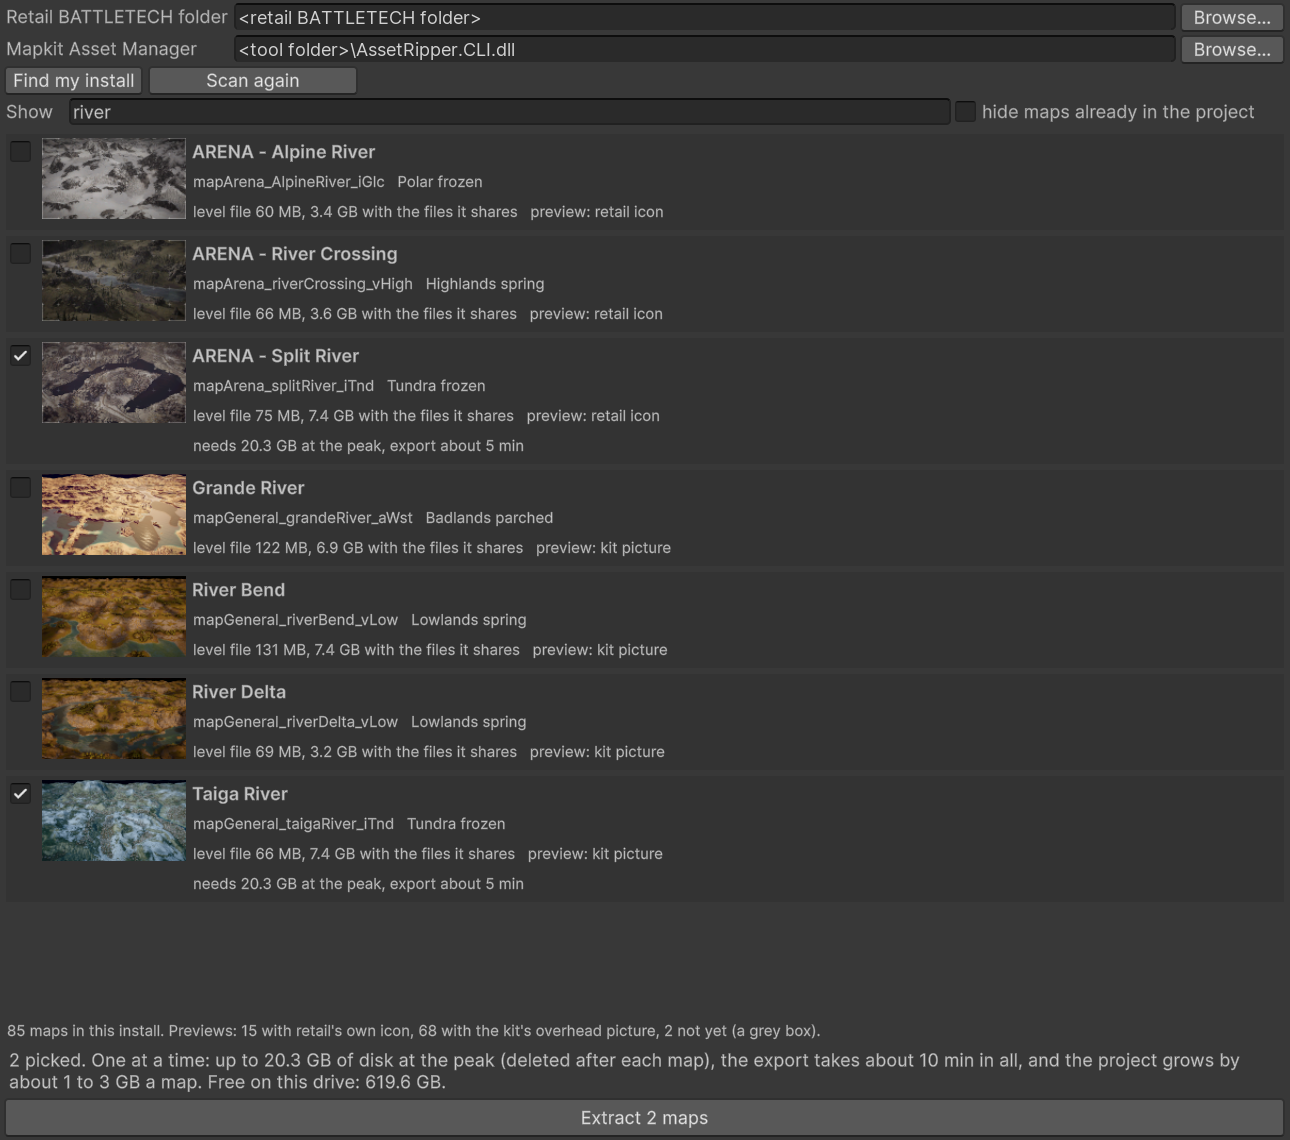 Retail BATTLETECH folder <retail BATTLETECH folder> Browse...
Mapkit Asset Manager <tool folder>\AssetRipper.CLI.dll Browse...
Find my install Scan again
Show river hide maps already in the project
ARENA - Alpine River
mapArena_AlpineRiver_iGlc Polar frozen
level file 60 MB, 3.4 GB with the files it shares preview: retail icon
ARENA - River Crossing
mapArena_riverCrossing_vHigh Highlands spring
level file 66 MB, 3.6 GB with the files it shares preview: retail icon
ARENA - Split River
mapArena_splitRiver_iTnd Tundra frozen
level file 75 MB, 7.4 GB with the files it shares preview: retail icon
needs 20.3 GB at the peak, export about 5 min
Grande River
mapGeneral_grandeRiver_aWst Badlands parched
level file 122 MB, 6.9 GB with the files it shares preview: kit picture
River Bend
mapGeneral_riverBend_vLow Lowlands spring
level file 131 MB, 7.4 GB with the files it shares preview: kit picture
River Delta
mapGeneral_riverDelta_vLow Lowlands spring
level file 69 MB, 3.2 GB with the files it shares preview: kit picture
Taiga River
mapGeneral_taigaRiver_iTnd Tundra frozen
level file 66 MB, 7.4 GB with the files it shares preview: kit picture
needs 20.3 GB at the peak, export about 5 min
85 maps in this install. Previews: 15 with retail's own icon, 68 with the kit's overhead picture, 2 not yet (a grey box).
2 picked. One at a time: up to 20.3 GB of disk at the peak (deleted after each map), the export takes about 10 min in all, and the project grows by
about 1 to 3 GB a map. Free on this drive: 619.6 GB.
Extract 2 maps